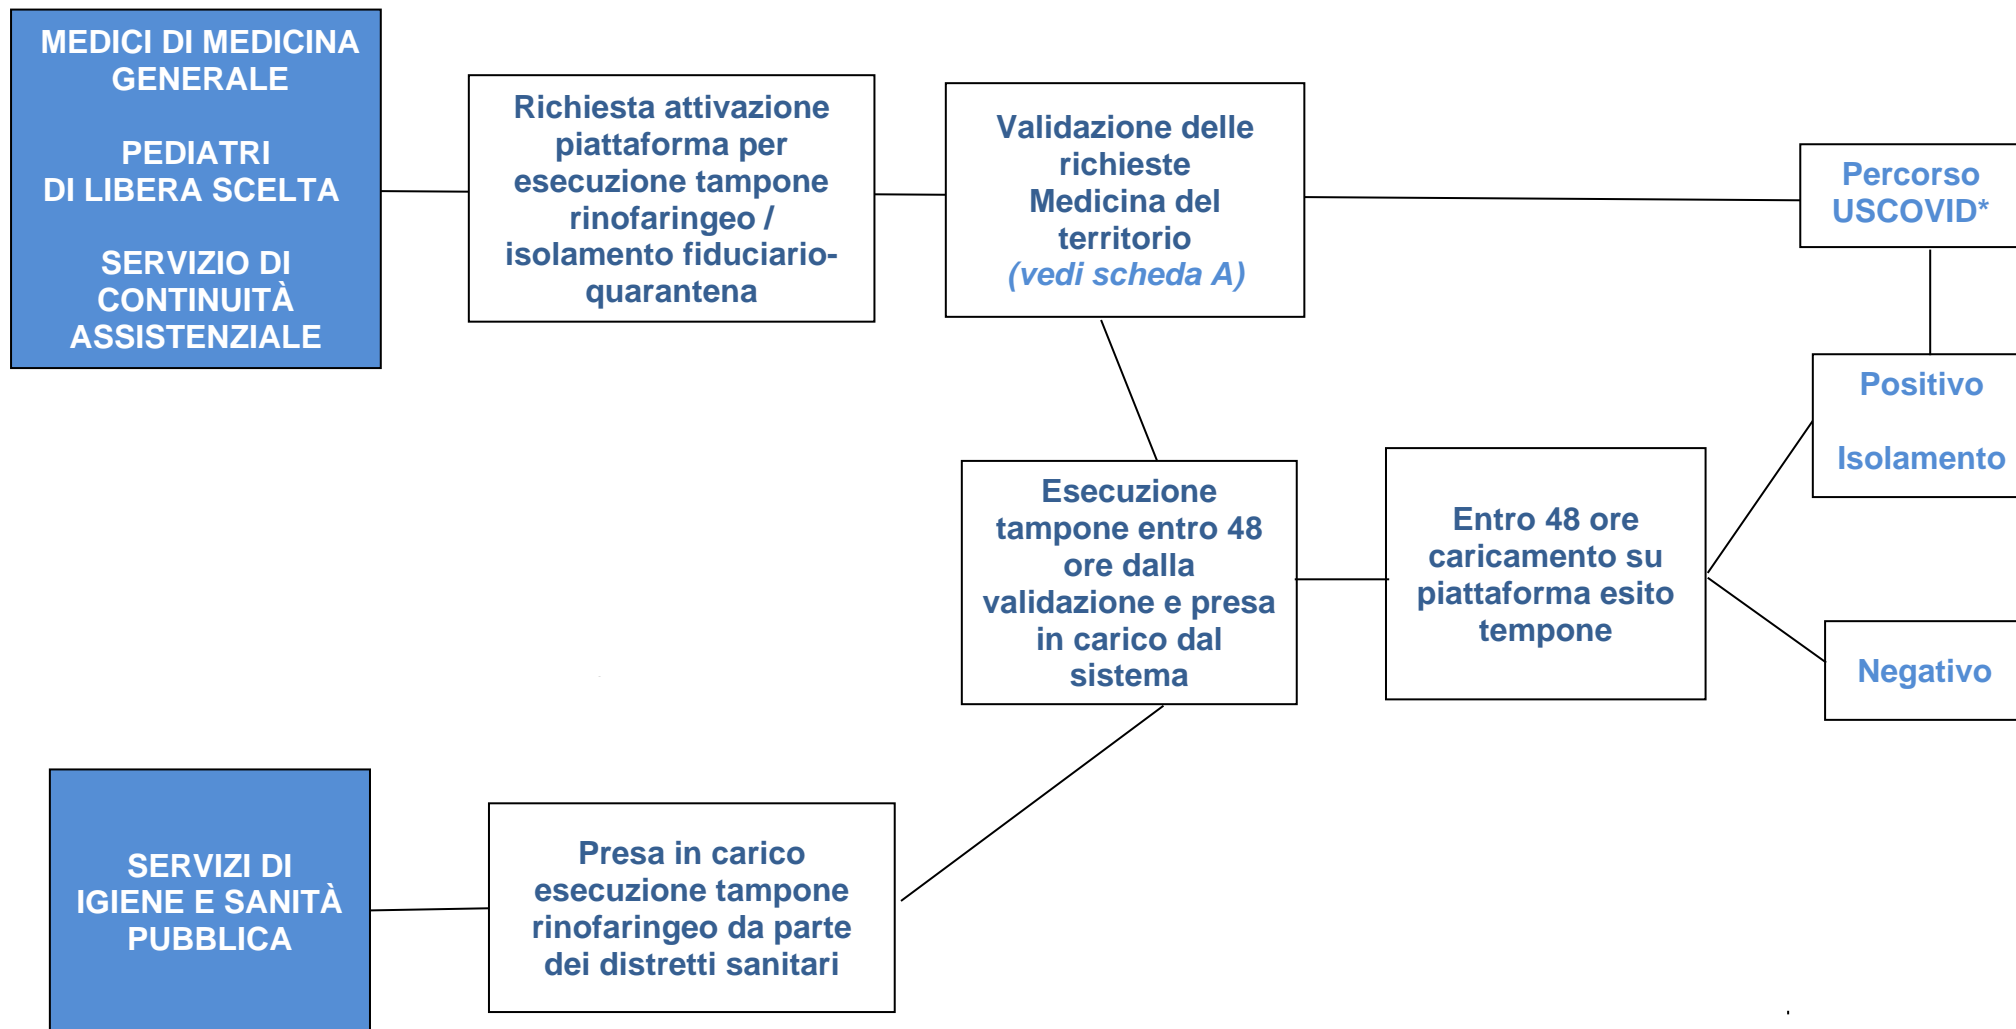 MEDICI DI MEDICINA
GENERALE
PEDIATRI
DI LIBERA SCELTA
SERVIZIO DI
CONTINUITÀ
ASSISTENZIALE
Richiesta attivazione
piattaforma per
esecuzione tampone
rinofaringeo /
isolamento fiduciario-
quarantena
Validazione delle
richieste
Medicina del
territorio
(vedi scheda A)
Percorso
USCOVID*
Positivo
Isolamento
Esecuzione
tampone entro 48
ore dalla
validazione e presa
in carico dal
sistema
Entro 48 ore
caricamento su
piattaforma esito
tempone
Negativo
SERVIZI DI
IGIENE E SANITÀ
PUBBLICA
Presa in carico
esecuzione tampone
rinofaringeo da parte
dei distretti sanitari